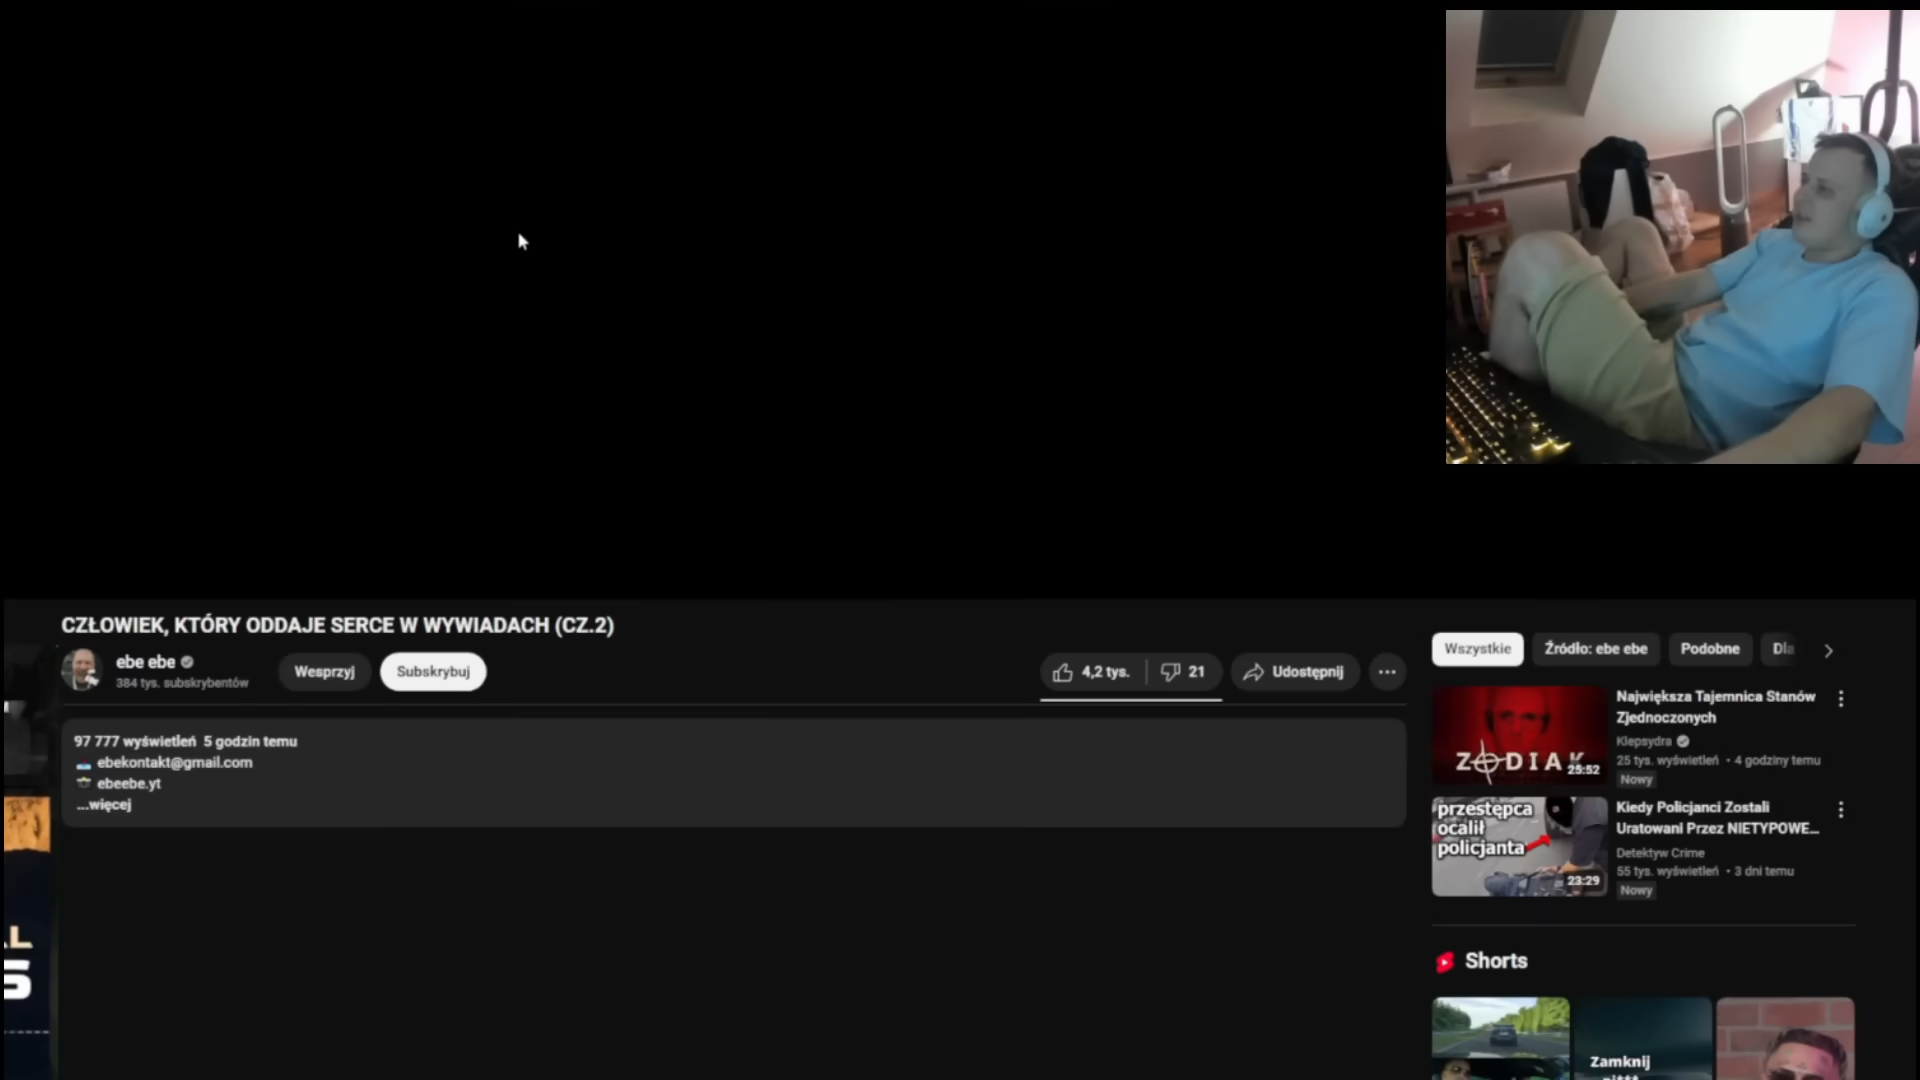 CZŁOWIEK, KTÓRY ODDAJE SERCE W WYWIADACH (CZ.2)
ebe ebe
384 tys. subskrybentów
Wesprzyj
Subskrybuj
4,2 tys.
21
Udostępnij
97 777 wyświetleń 5 godzin temu
ebekontakt@gmail.com
ebeebe.yt
...więcej
Wszystkie
Źródło: ebe ebe
Podobne
Dla
ZODIAK
25:52
Największa Tajemnica Stanów
Zjednoczonych
Klepsydra
25 tys. wyświetleń • 4 godziny temu
Nowy
przestępca
ocalił
policjanta
23:29
Kiedy Policjanci Zostali
Uratowani Przez NIETYPOWE...
Detektyw Crime
55 tys. wyświetleń • 3 dni temu
Nowy
Shorts
Zamknij